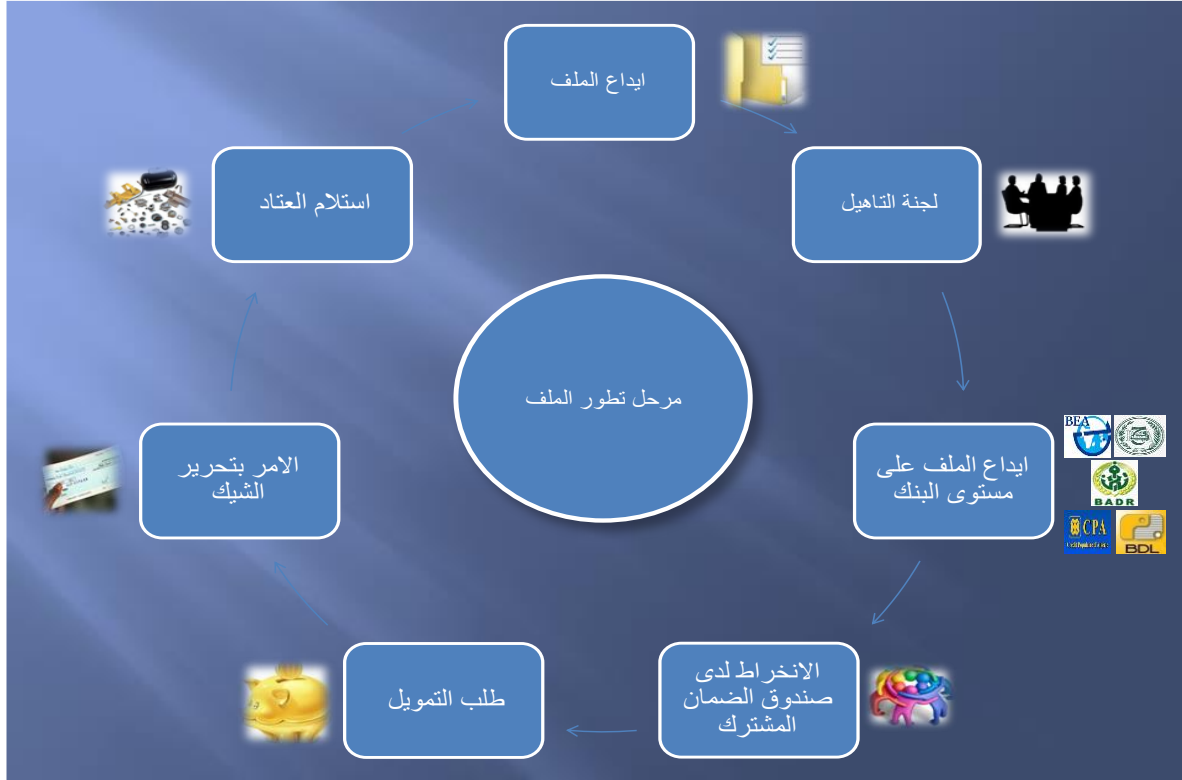 ايداع الملف
لجنة التاهيل
ايداع الملف على
مستوى البنك
BEA
BADR
CPA
BDL
الانخراط لدى
صندوق الضمان
المشترك
طلب التمويل
الامر بتحرير
الشيك
استلام العتاد
مرحل تطور الملف